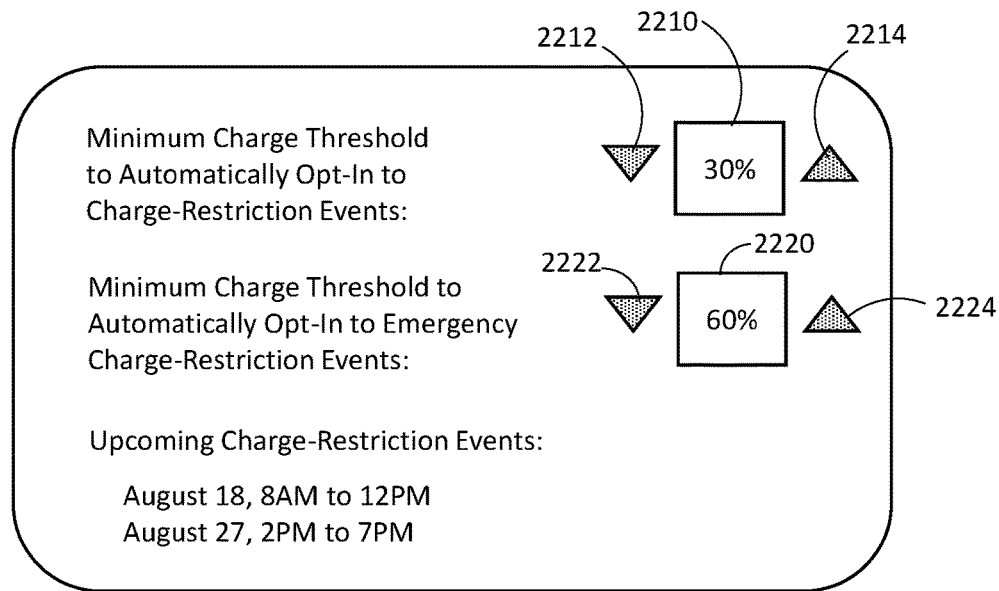 2210
2212
2214
Minimum Charge Threshold
to Automatically Opt-In to
Charge-Restriction Events:
30%
2220
2222
2224
Minimum Charge Threshold to
Automatically Opt-In to Emergency
Charge-Restriction Events:
60%
Upcoming Charge-Restriction Events:
August 18, 8AM to 12PM
August 27, 2PM to 7PM